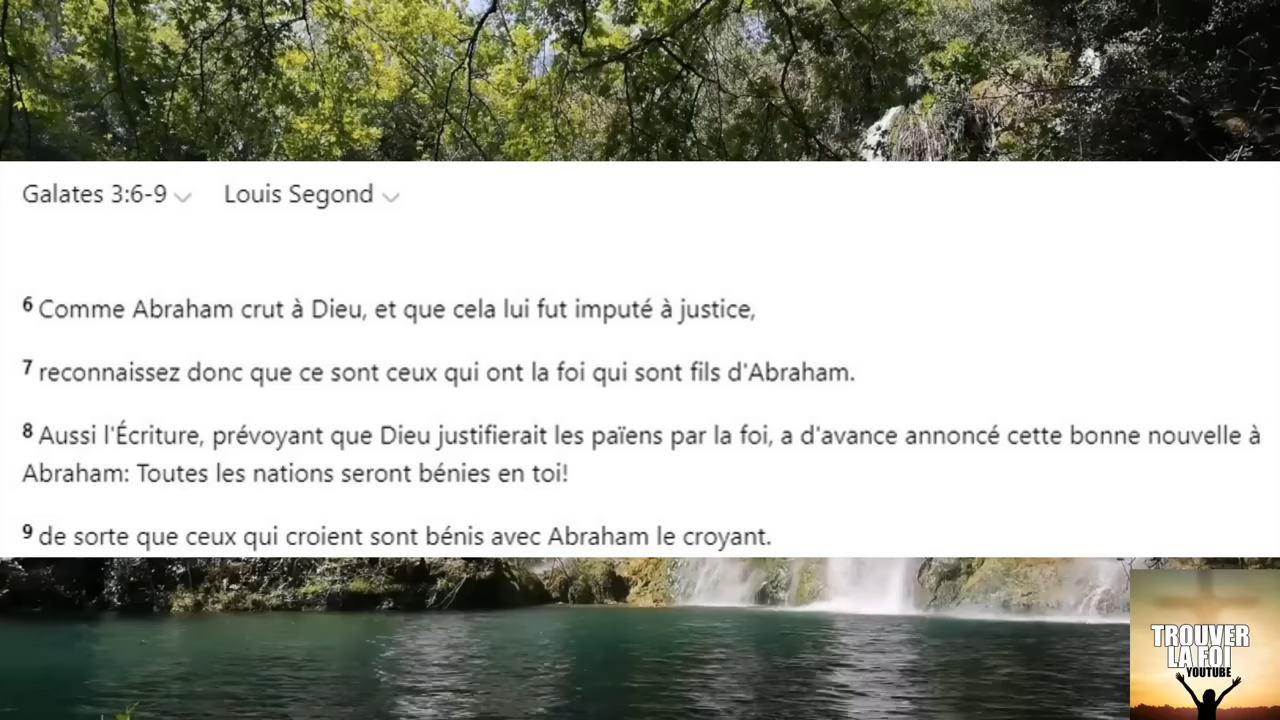 Galates 3:6-9 Louis Segond
6 Comme Abraham crut à Dieu, et que cela lui fut imputé à justice,
7 reconnaissez donc que ce sont ceux qui ont la foi qui sont fils d'Abraham.
8 Aussi l'Écriture, prévoyant que Dieu justifierait les païens par la foi, a d'avance annoncé cette bonne nouvelle à
Abraham: Toutes les nations seront bénies en toi!
9 de sorte que ceux qui croient sont bénis avec Abraham le croyant.
TROUVER
LA FOI
YOUTUBE